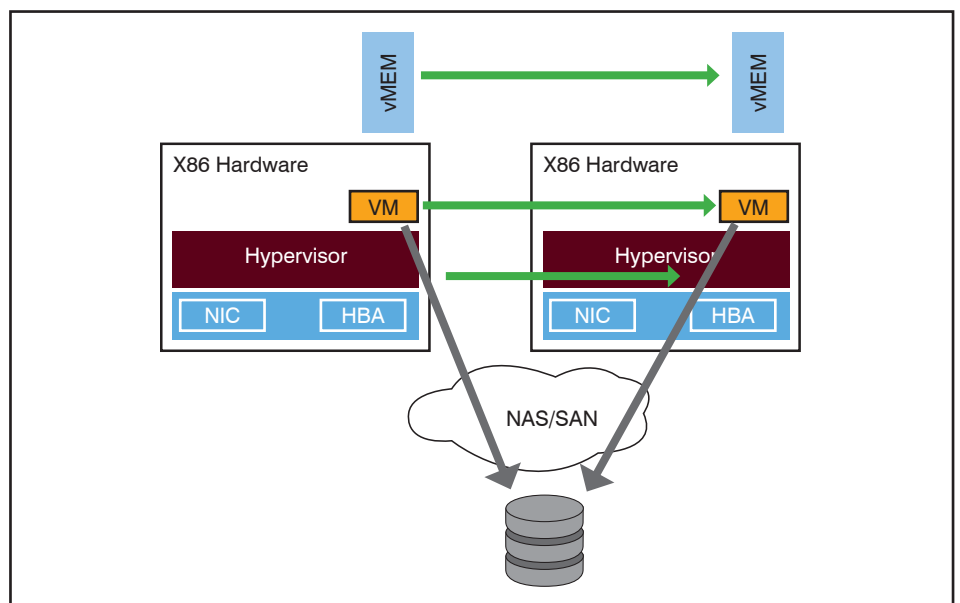 vMEM
vMEM
X86 Hardware
X86 Hardware
VM
VM
Hypervisor
Hypervisor
NIC
HBA
NIC
HBA
NAS/SAN